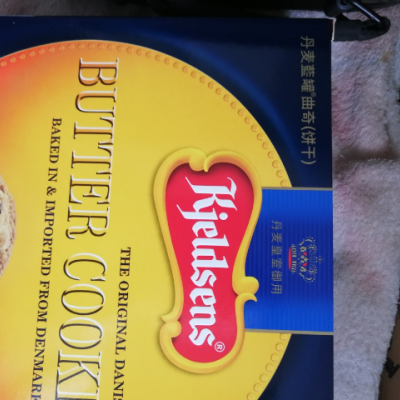 丹麦蓝罐®曲奇(饼干)
丹麦皇室御用
Kjeldsens®
THE ORIGINAL DANIS
BUTTER COOKI
BAKED IN & IMPORTED FROM DENMARK